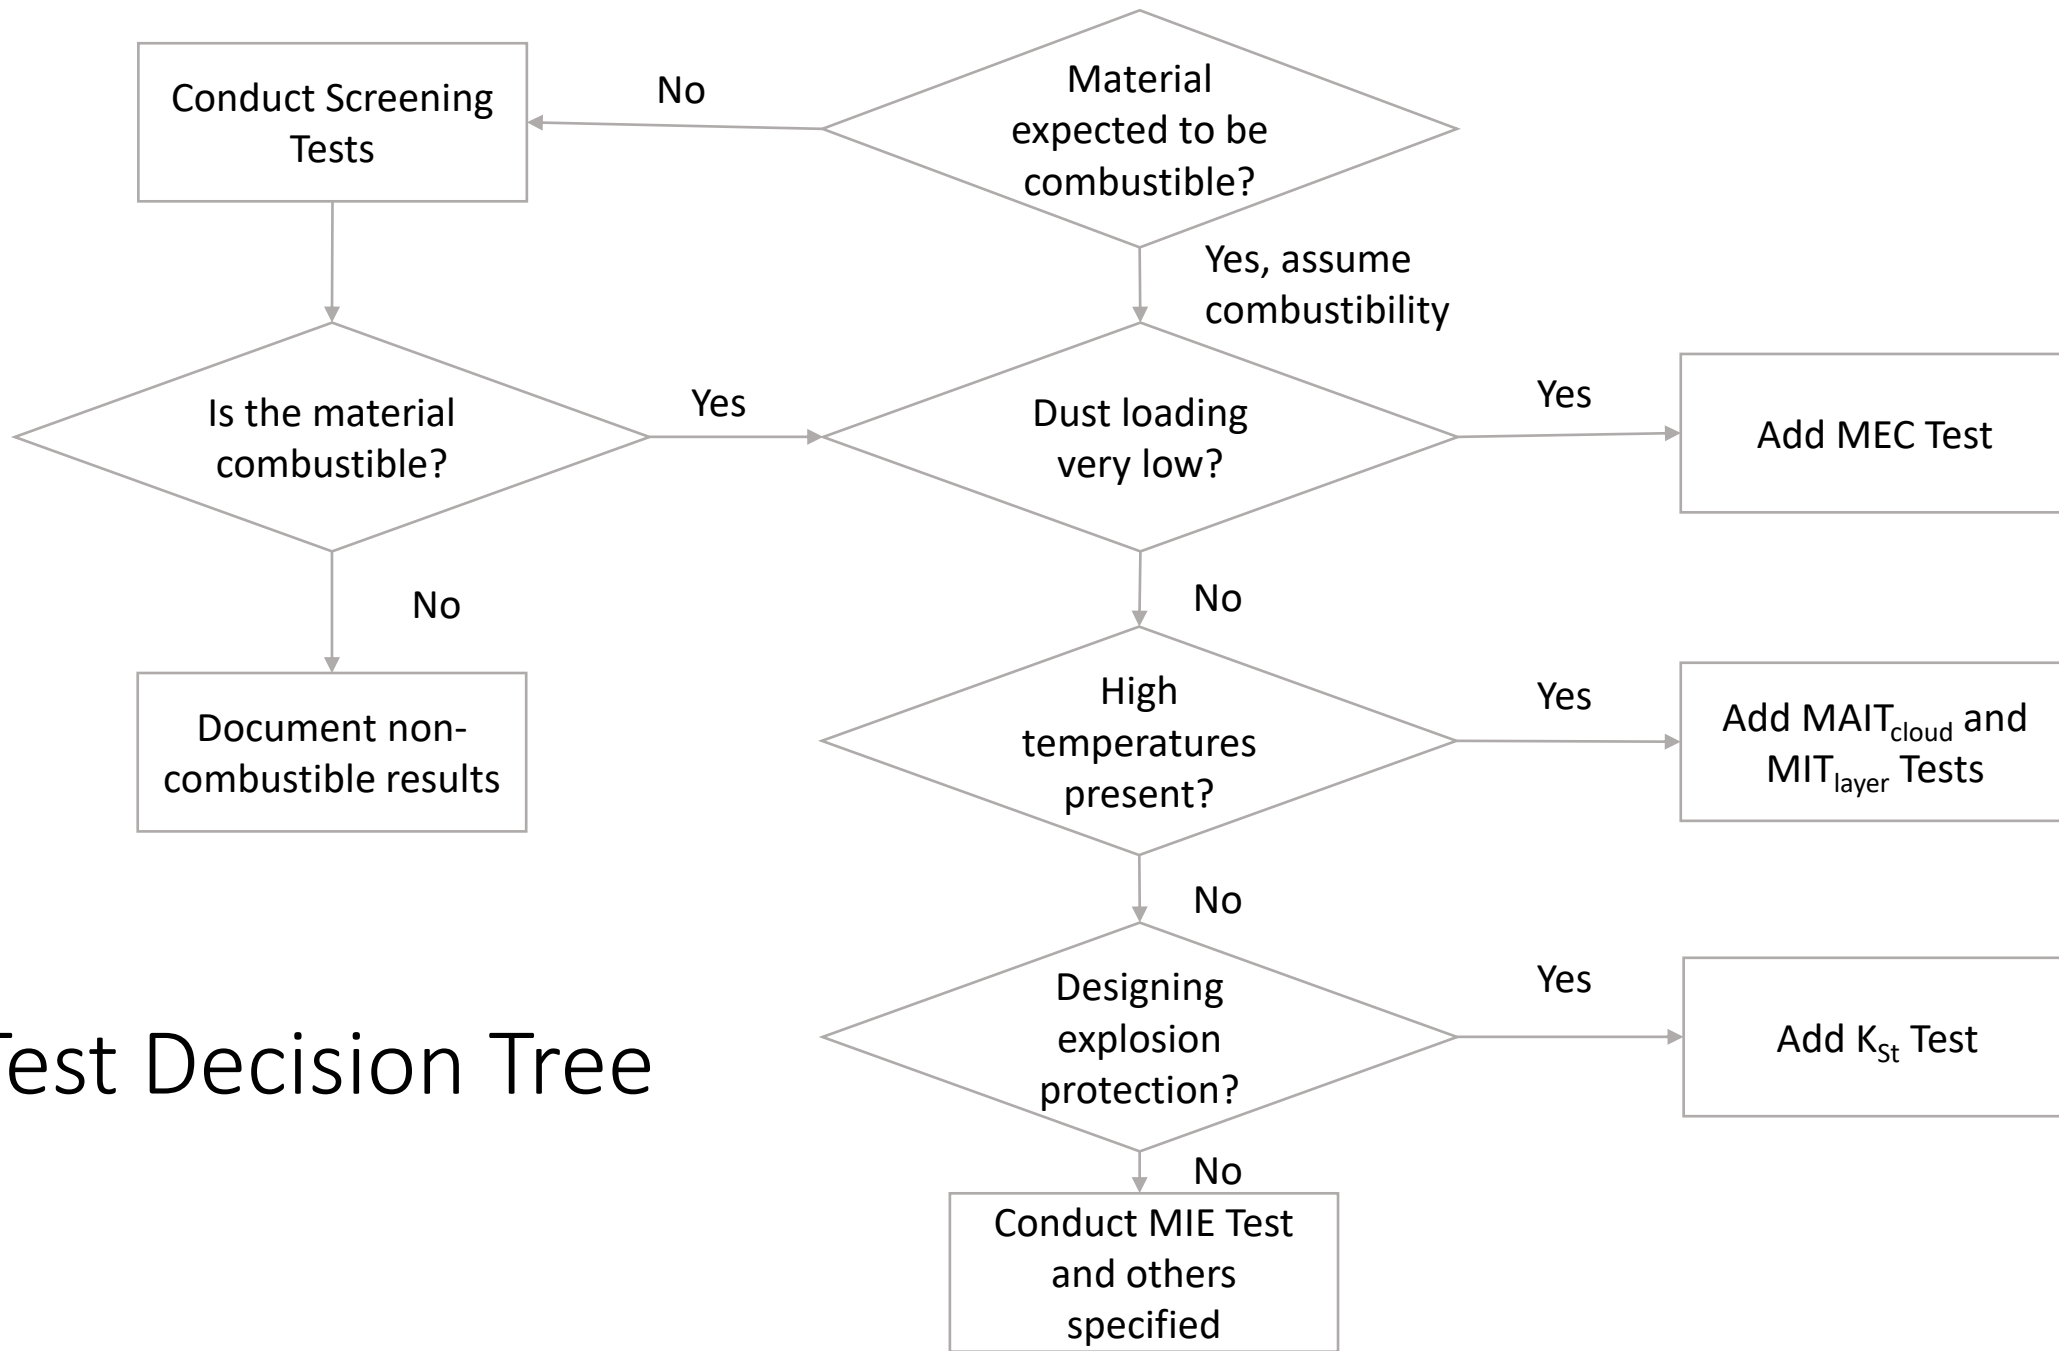 Conduct Screening
Tests
No
Material
expected to be
combustible?
Yes, assume
combustibility
Is the material
combustible?
Yes
Dust loading
very low?
Yes
Add MEC Test
No
No
Document non-
combustible results
High
temperatures
present?
Yes
Add MAITcloud and
MITlayer Tests
No
Designing
explosion
protection?
Yes
Add KSt Test
est Decision Tree
No
Conduct MIE Test
and others
specified